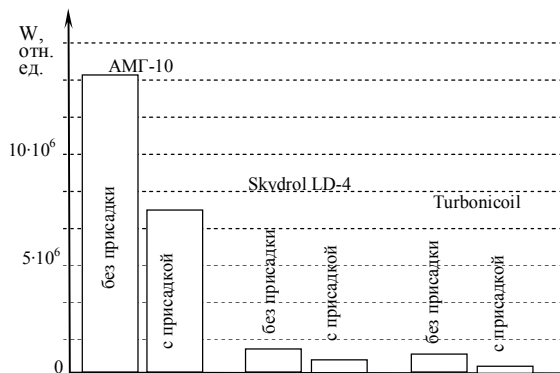 W,
отн.
ед.
АМГ-10
10·10⁶
Skydrol LD-4
Turbonicoil
5·10⁶
0
без присадки
с присадкой
без присадки
с присадкой
без присадки
с присадкой